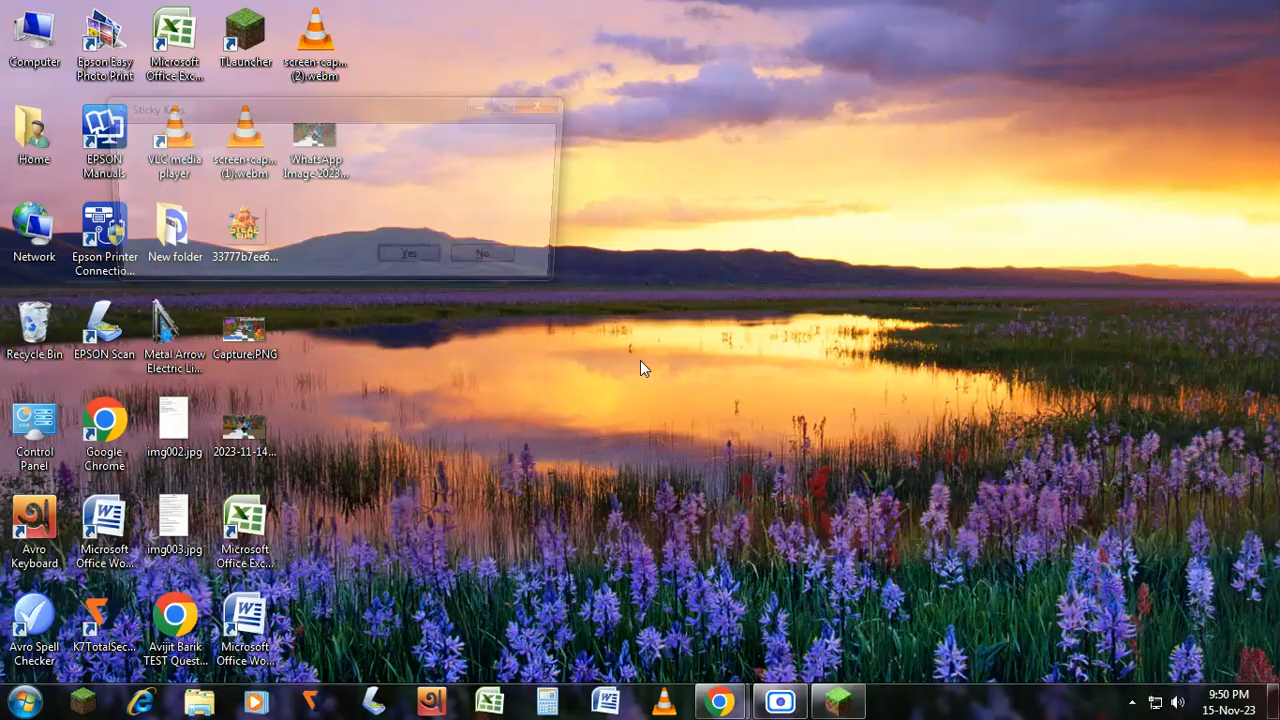 Computer
Epson Easy
Photo Print
Microsoft
Office Exc...
TLauncher
screen-cap...
(2).webm
Sticky Keys
Home
EPSON
Manuals
VLC media
player
screen-cap...
(1).webm
WhatsApp
Image 2023...
Network
Epson Printer
Connectio...
New folder
33777b7ee6...
Yes
No
Recycle Bin
EPSON Scan
Metal Arrow
Electric Li...
Capture.PNG
Control
Panel
Google
Chrome
img002.jpg
2023-11-14...
Avro
Keyboard
Microsoft
Office Wo...
img003.jpg
Microsoft
Office Exc...
Avro Spell
Checker
K7TotalSec...
Avijit Barik
TEST Quest...
Microsoft
Office Wo...
9:50 PM
15-Nov-23